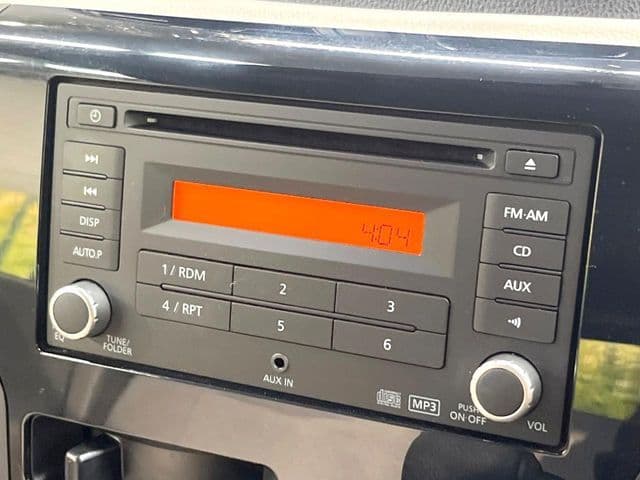 4:04
DISP
AUTO.P
1 / RDM
2
3
4 / RPT
5
6
FM·AM
CD
AUX
EQ
TUNE/
FOLDER
AUX IN
MP3
PUSH
ON·OFF
VOL